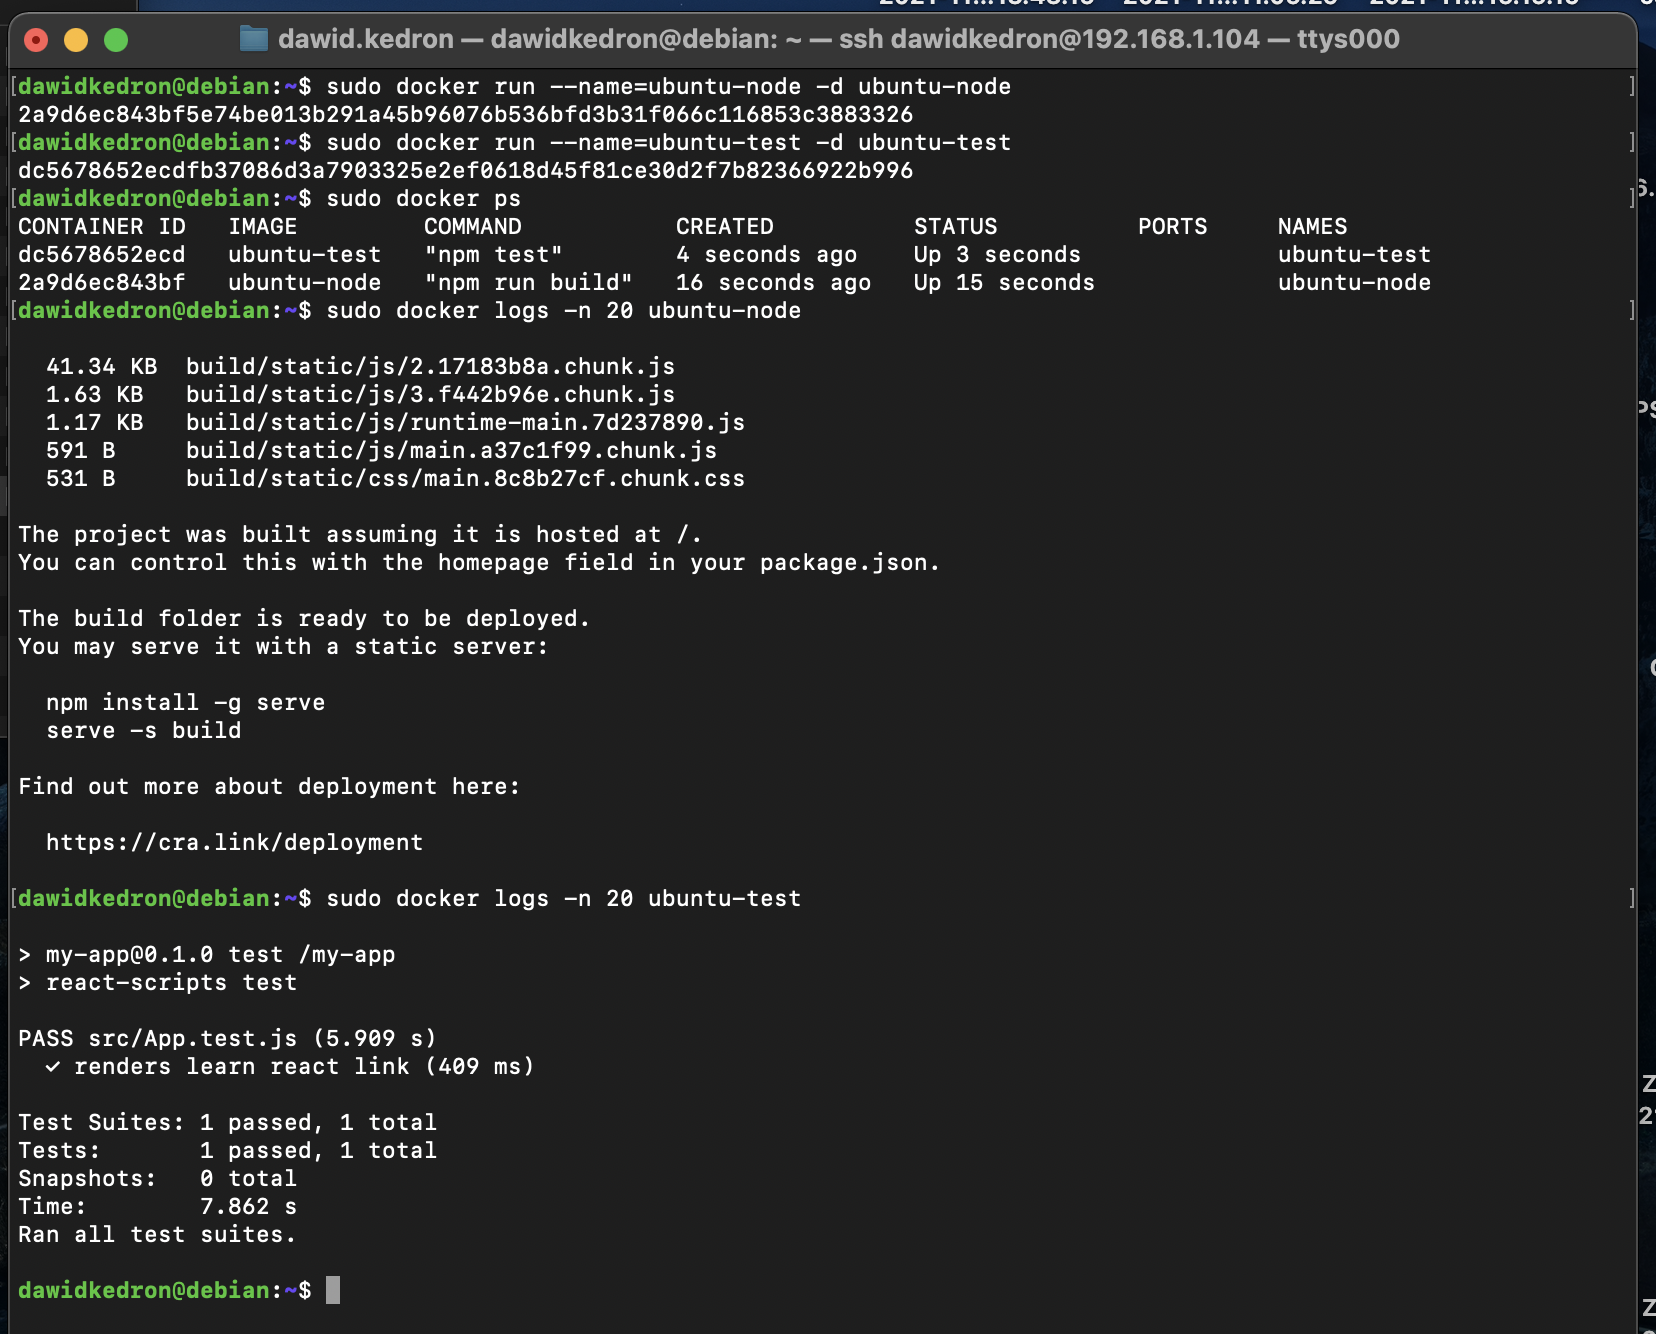 dawid.kedron — dawidkedron@debian: ~ — ssh dawidkedron@192.168.1.104 — ttys000
[dawidkedron@debian:~$ sudo docker run --name=ubuntu-node -d ubuntu-node ]
2a9d6ec843bf5e74be013b291a45b96076b536bfd3b31f066c116853c3883326
[dawidkedron@debian:~$ sudo docker run --name=ubuntu-test -d ubuntu-test ]
dc5678652ecdfb37086d3a7903325e2ef0618d45f81ce30d2f7b82366922b996
[dawidkedron@debian:~$ sudo docker ps ]
CONTAINER ID   IMAGE         COMMAND           CREATED          STATUS          PORTS     NAMES
dc5678652ecd   ubuntu-test   "npm test"        4 seconds ago    Up 3 seconds              ubuntu-test
2a9d6ec843bf   ubuntu-node   "npm run build"   16 seconds ago   Up 15 seconds             ubuntu-node
[dawidkedron@debian:~$ sudo docker logs -n 20 ubuntu-node ]
41.34 KB  build/static/js/2.17183b8a.chunk.js
1.63 KB   build/static/js/3.f442b96e.chunk.js
1.17 KB   build/static/js/runtime-main.7d237890.js
591 B     build/static/js/main.a37c1f99.chunk.js
531 B     build/static/css/main.8c8b27cf.chunk.css
The project was built assuming it is hosted at /.
You can control this with the homepage field in your package.json.
The build folder is ready to be deployed.
You may serve it with a static server:
npm install -g serve
serve -s build
Find out more about deployment here:
https://cra.link/deployment
[dawidkedron@debian:~$ sudo docker logs -n 20 ubuntu-test ]
> my-app@0.1.0 test /my-app
> react-scripts test
PASS src/App.test.js (5.909 s)
✓ renders learn react link (409 ms)
Test Suites: 1 passed, 1 total
Tests:       1 passed, 1 total
Snapshots:   0 total
Time:        7.862 s
Ran all test suites.
dawidkedron@debian:~$